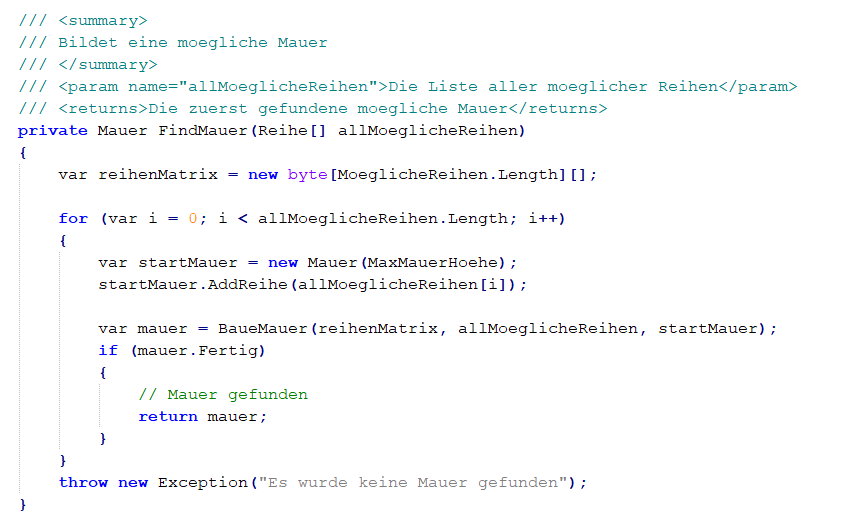 /// <summary>
/// Bildet eine moegliche Mauer
/// </summary>
/// <param name="allMoeglicheReihen">Die Liste aller moeglicher Reihen</param>
/// <returns>Die zuerst gefundene moegliche Mauer</returns>
private Mauer FindMauer(Reihe[] allMoeglicheReihen)
{
    var reihenMatrix = new byte[MoeglicheReihen.Length][];

    for (var i = 0; i < allMoeglicheReihen.Length; i++)
    {
        var startMauer = new Mauer(MaxMauerHoehe);
        startMauer.AddReihe(allMoeglicheReihen[i]);

        var mauer = BaueMauer(reihenMatrix, allMoeglicheReihen, startMauer);
        if (mauer.Fertig)
        {
            // Mauer gefunden
            return mauer;
        }
    }
    throw new Exception("Es wurde keine Mauer gefunden");
}